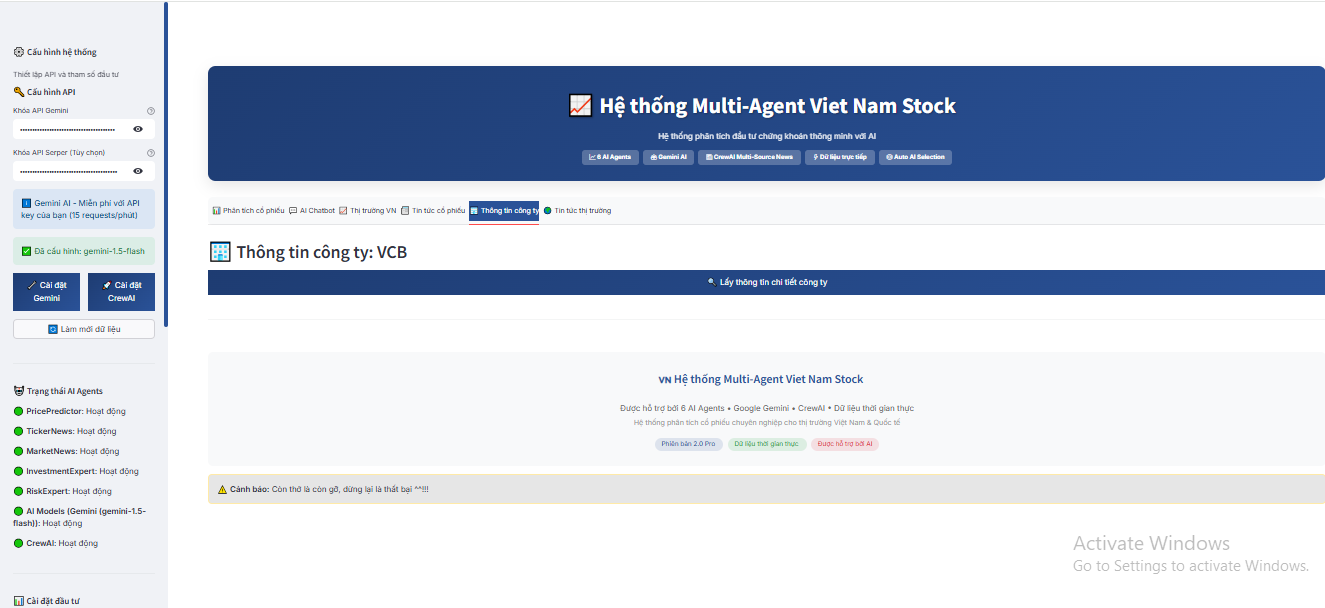 Cấu hình hệ thống
Thiết lập API và tham số đầu tư
Cấu hình API
Khóa API Gemini
Khóa API Serper (Tùy chọn)
Gemini AI - Miễn phí với API
key của bạn (15 requests/phút)
Đã cấu hình: gemini-1.5-flash
Cài đặt
Gemini
Cài đặt
CrewAI
Làm mới dữ liệu
Trạng thái AI Agents
PricePredictor: Hoạt động
TickerNews: Hoạt động
MarketNews: Hoạt động
InvestmentExpert: Hoạt động
RiskExpert: Hoạt động
AI Models (Gemini (gemini-1.5-
flash)): Hoạt động
CrewAI: Hoạt động
Cài đặt đầu tư
Hệ thống Multi-Agent Viet Nam Stock
Hệ thống phân tích đầu tư chứng khoán thông minh với AI
6 AI Agents
Gemini AI
CrewAI Multi-Source News
Dữ liệu trực tiếp
Auto AI Selection
Phân tích cổ phiếu
AI Chatbot
Thị trường VN
Tin tức cổ phiếu
Thông tin công ty
Tin tức thị trường
Thông tin công ty: VCB
Lấy thông tin chi tiết công ty
VN Hệ thống Multi-Agent Viet Nam Stock
Được hỗ trợ bởi 6 AI Agents • Google Gemini • CrewAI • Dữ liệu thời gian thực
Hệ thống phân tích cổ phiếu chuyên nghiệp cho thị trường Việt Nam & Quốc tế
Phiên bản 2.0 Pro
Dữ liệu thời gian thực
Được hỗ trợ bởi AI
Cảnh báo: Còn thở là còn gỡ, dừng lại là thất bại ^^!!!
Activate Windows
Go to Settings to activate Windows.